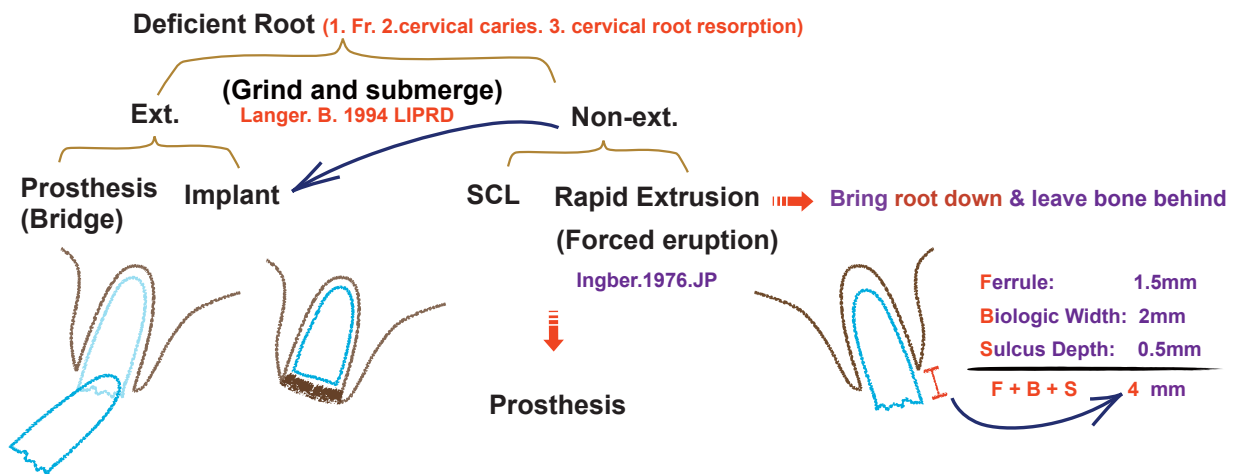 Deficient Root (1. Fr. 2.cervical caries. 3. cervical root resorption)
(Grind and submerge)
Langer. B. 1994 LIPRD
Ext.
Non-ext.
Prosthesis
(Bridge)
Implant
SCL
Rapid Extrusion
(Forced eruption)
Ingber.1976.JP
Bring root down & leave bone behind
Prosthesis
Ferrule: 1.5mm
Biologic Width: 2mm
Sulcus Depth: 0.5mm
F + B + S 4 mm